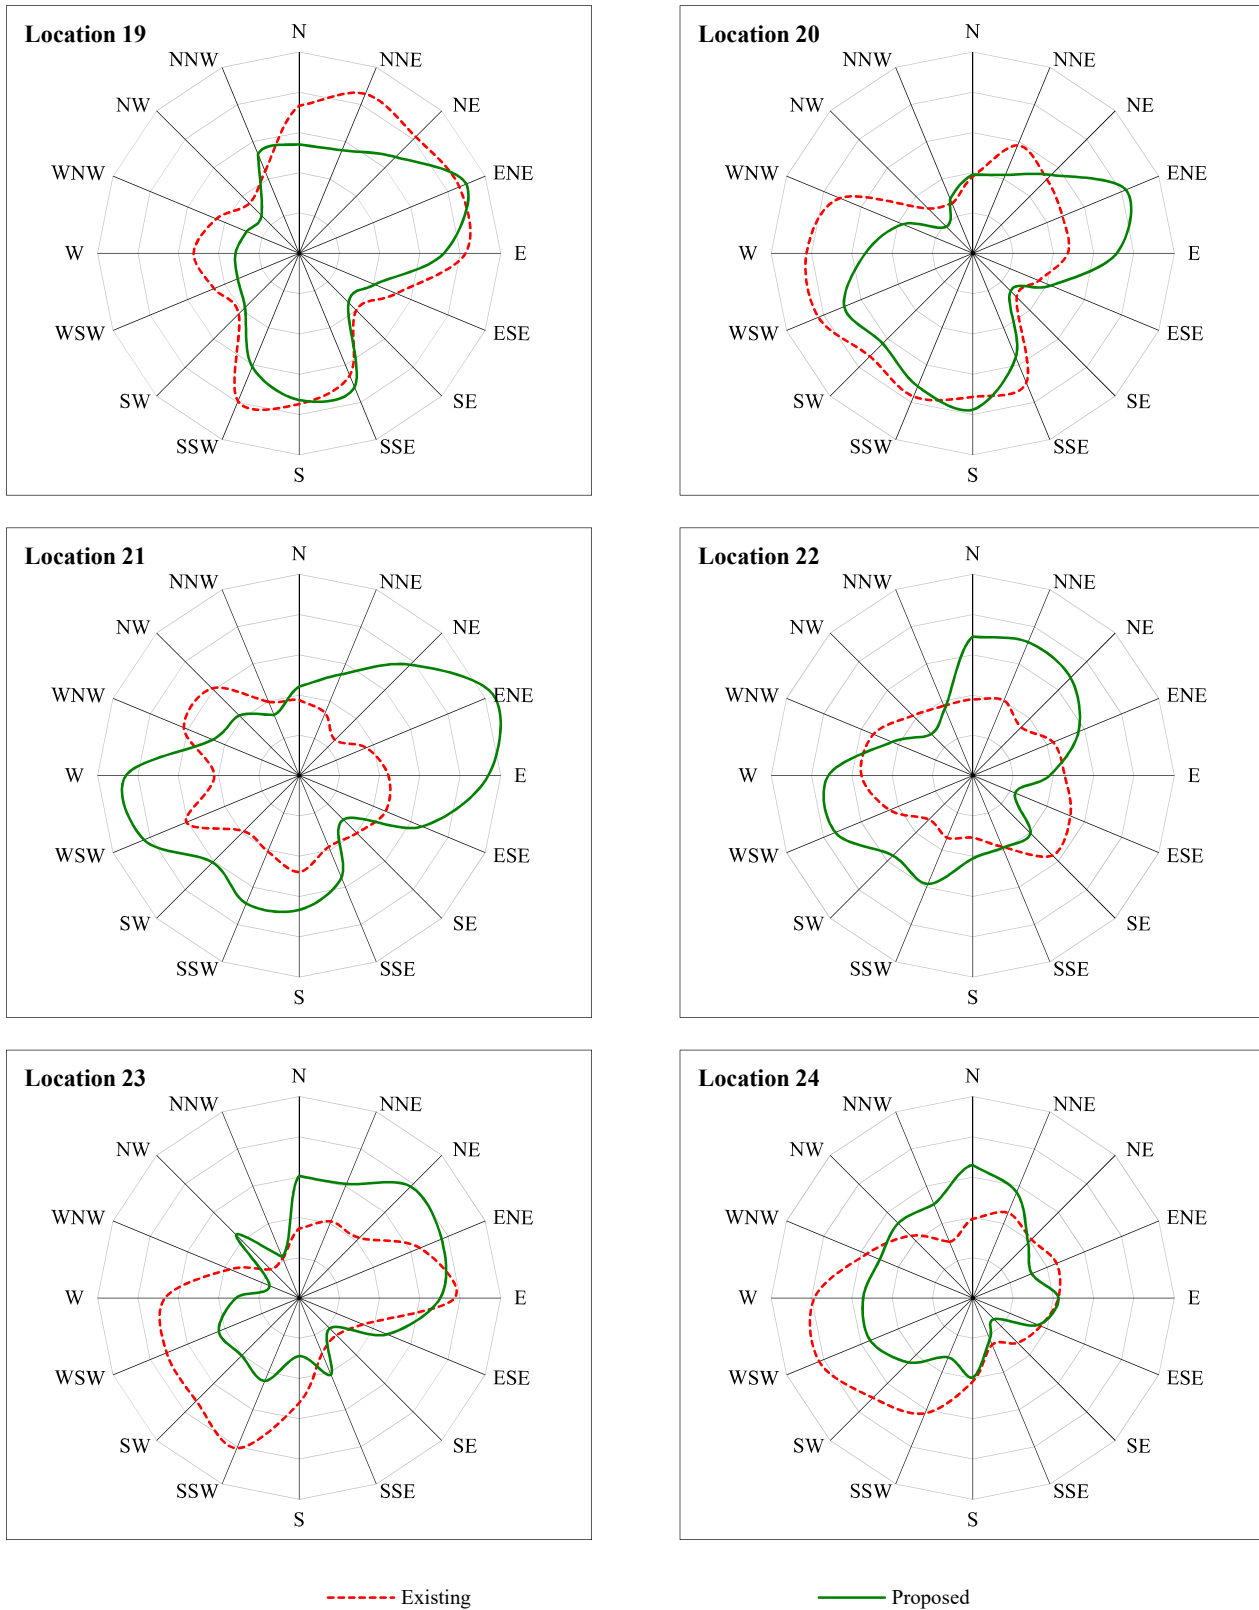 Location 19
N
NNW
NNE
NW
NE
WNW
ENE
W
E
WSW
ESE
SW
SE
SSW
SSE
S
Location 20
N
NNW
NNE
NW
NE
WNW
ENE
W
E
WSW
ESE
SW
SE
SSW
SSE
S
Location 21
N
NNW
NNE
NW
NE
WNW
ENE
W
E
WSW
ESE
SW
SE
SSW
SSE
S
Location 22
N
NNW
NNE
NW
NE
WNW
ENE
W
E
WSW
ESE
SW
SE
SSW
SSE
S
Location 23
N
NNW
NNE
NW
NE
WNW
ENE
W
E
WSW
ESE
SW
SE
SSW
SSE
S
Location 24
N
NNW
NNE
NW
NE
WNW
ENE
W
E
WSW
ESE
SW
SE
SSW
SSE
S
Existing
Proposed